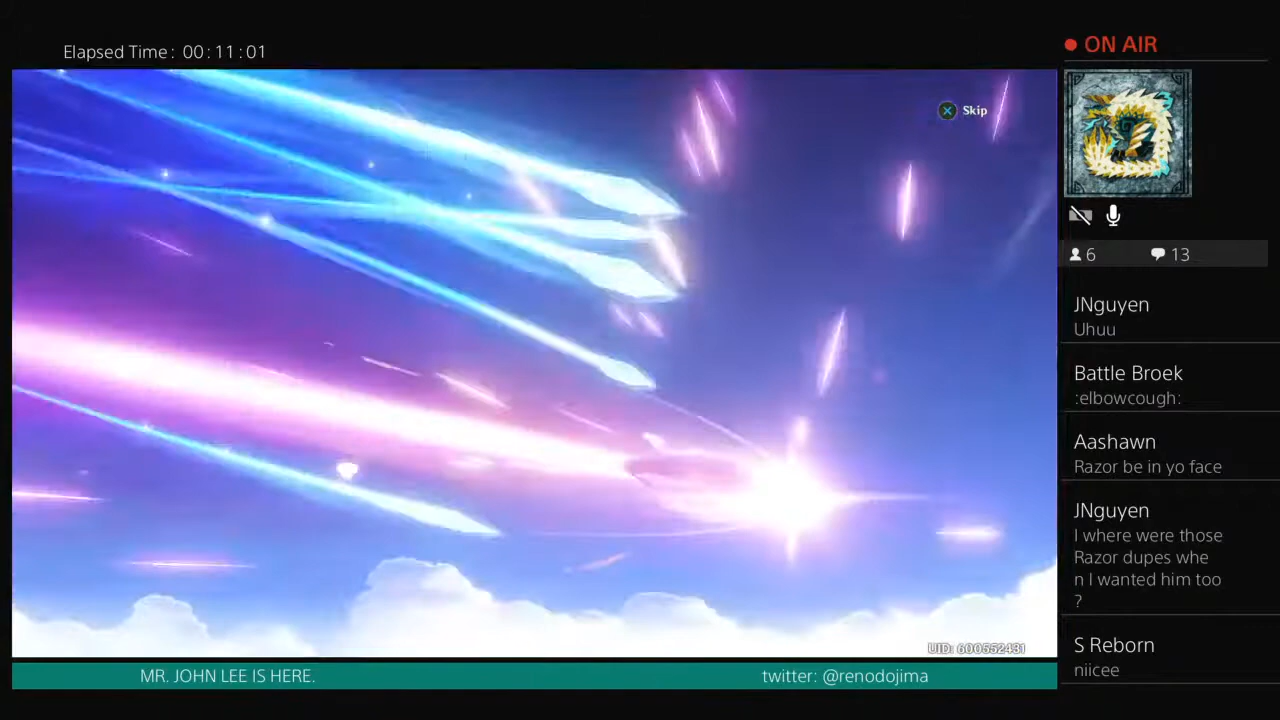 Elapsed Time: 00:11:01
ON AIR
Skip
6 13
JNguyen
Uhuu
Battle Broek
:elbowcough:
Aashawn
Razor be in yo face
JNguyen
I where were those
Razor dupes whe
n I wanted him too
?
S Reborn
niicee
UID: 600552431
MR. JOHN LEE IS HERE. twitter: @renodojima